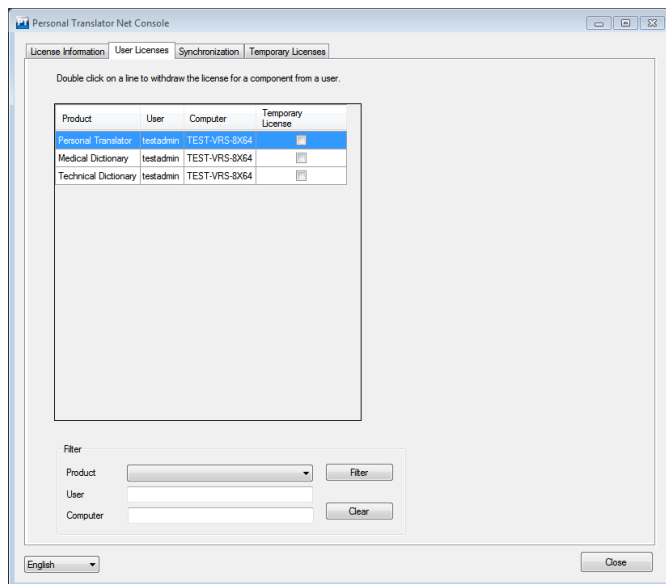 PT Personal Translator Net Console
License Information User Licenses Synchronization Temporary Licenses
Double click on a line to withdraw the license for a component from a user.
Product User Computer Temporary License
Personal Translator testadmin TEST-VRS-8X64
Medical Dictionary testadmin TEST-VRS-8X64
Technical Dictionary testadmin TEST-VRS-8X64
Filter
Product Filter
User
Computer Clear
English Close